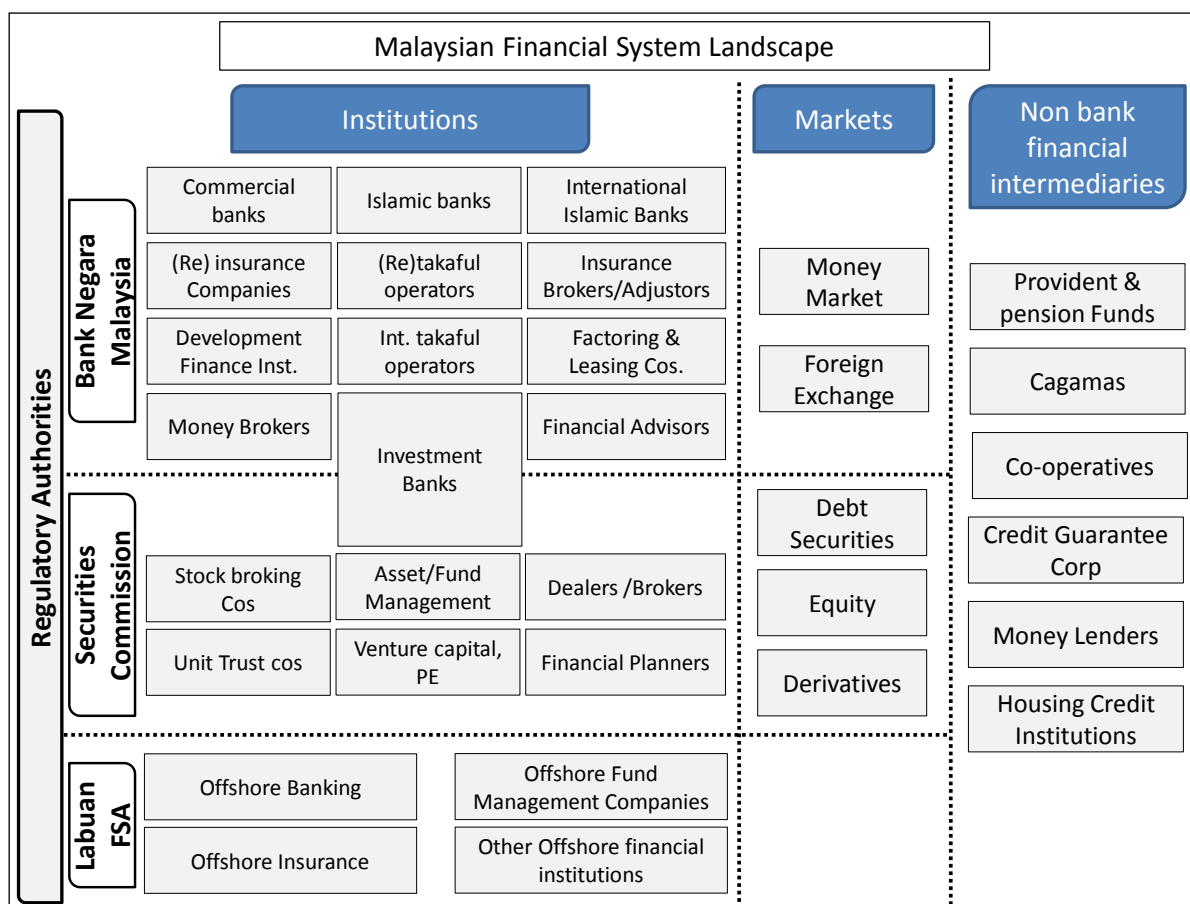 Malaysian Financial System Landscape
Institutions
Markets
Non bank
financial
intermediaries
Regulatory Authorities
Bank Negara
Malaysia
Commercial
banks
Islamic banks
International
Islamic Banks
(Re) insurance
Companies
(Re)takaful
operators
Insurance
Brokers/Adjustors
Development
Finance Inst.
Int. takaful
operators
Factoring &
Leasing Cos.
Money Brokers
Investment
Banks
Financial Advisors
Money
Market
Foreign
Exchange
Securities
Commission
Stock broking
Cos
Asset/Fund
Management
Dealers /Brokers
Unit Trust cos
Venture capital,
PE
Financial Planners
Debt
Securities
Equity
Derivatives
Labuan
FSA
Offshore Banking
Offshore Fund
Management Companies
Offshore Insurance
Other Offshore financial
institutions
Provident &
pension Funds
Cagamas
Co-operatives
Credit Guarantee
Corp
Money Lenders
Housing Credit
Institutions